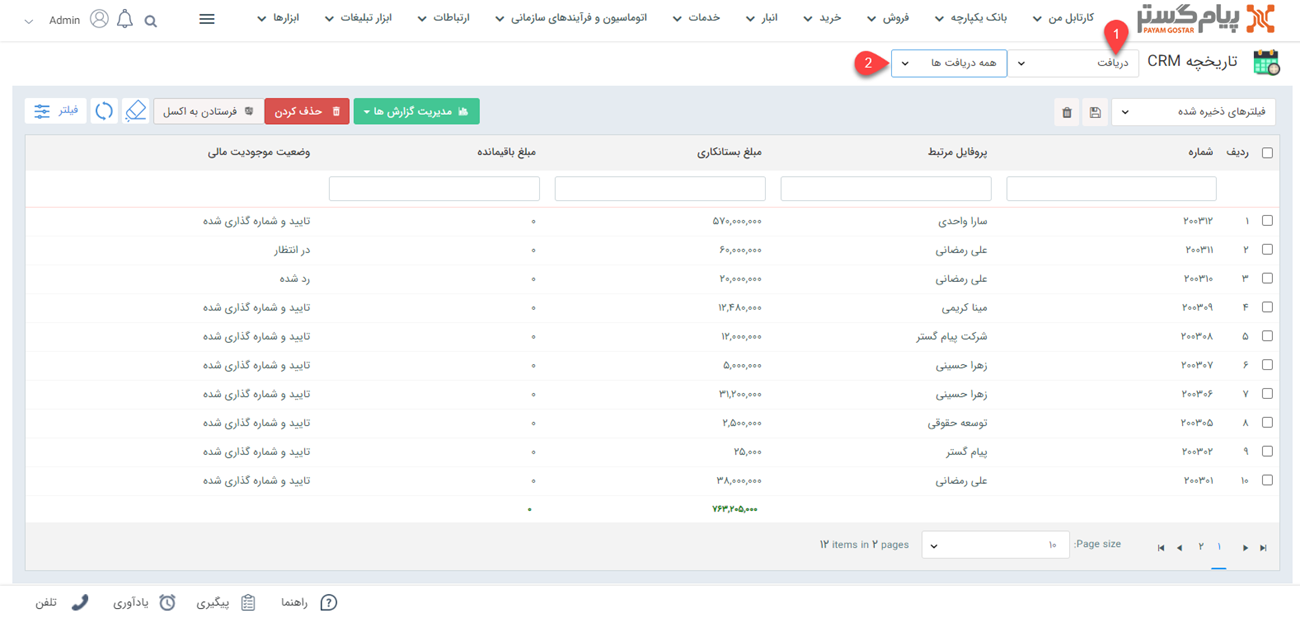 پیام‌گستر کارتابل من بانک یکپارچه فروش خرید انبار خدمات اتوماسیون و فرآیندهای سازمانی ارتباطات ابزار تبلیغات ابزارها Admin
PAYAM GOSTAR
1
تاریخچه CRM دریافت همه دریافت ها 2
فیلترهای ذخیره شده مدیریت گزارش ها حذف کردن فرستادن به اکسل فیلتر
ردیف شماره پروفایل مرتبط مبلغ بستانکاری مبلغ باقیمانده وضعیت موجودیت مالی
۱ ۲۰۰۳۱۲ سارا واحدی ۵۷۰,۰۰۰,۰۰۰ ۰ تایید و شماره گذاری شده
۲ ۲۰۰۳۱۱ علی رمضانی ۶۰,۰۰۰,۰۰۰ ۰ در انتظار
۳ ۲۰۰۳۱۰ علی رمضانی ۲۰,۰۰۰,۰۰۰ ۰ رد شده
۴ ۲۰۰۳۰۹ مینا کریمی ۱۲,۴۸۰,۰۰۰ ۰ تایید و شماره گذاری شده
۵ ۲۰۰۳۰۸ شرکت پیام گستر ۱۲,۰۰۰,۰۰۰ ۰ تایید و شماره گذاری شده
۶ ۲۰۰۳۰۷ زهرا حسینی ۵,۰۰۰,۰۰۰ ۰ تایید و شماره گذاری شده
۷ ۲۰۰۳۰۶ زهرا حسینی ۳۱,۲۰۰,۰۰۰ ۰ تایید و شماره گذاری شده
۸ ۲۰۰۳۰۵ توسعه حقوقی ۲,۵۰۰,۰۰۰ ۰ تایید و شماره گذاری شده
۹ ۲۰۰۳۰۲ پیام گستر ۲۵,۰۰۰ ۰ تایید و شماره گذاری شده
۱۰ ۲۰۰۳۰۱ علی رمضانی ۳۸,۰۰۰,۰۰۰ ۰ تایید و شماره گذاری شده
۷۶۳,۲۰۵,۰۰۰ ۰
۱ ۲ Page size: ۱۰ ۱۲ items in ۲ pages
راهنما پیگیری یادآوری تلفن